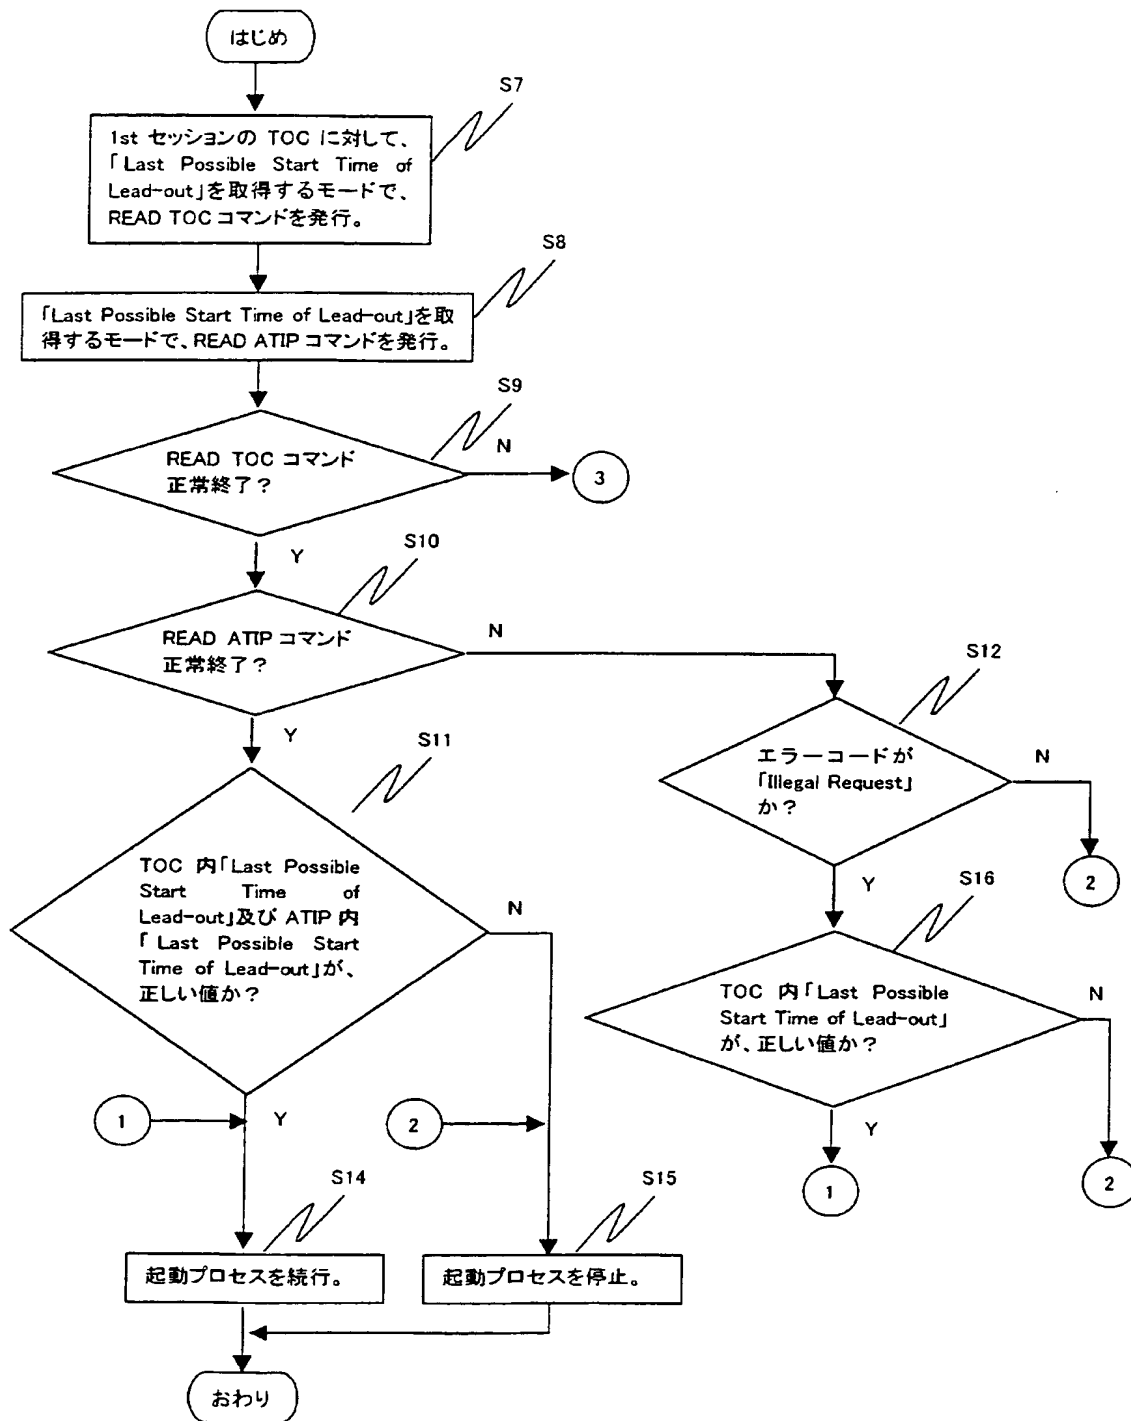 はじめ
S7
1st セッションの TOC に対して、
「Last Possible Start Time of
Lead-out」を取得するモードで、
READ TOC コマンドを発行。
S8
「Last Possible Start Time of Lead-out」を取
得するモードで、READ ATIP コマンドを発行。
S9
READ TOC コマンド
正常終了？
N
3
Y
S10
READ ATIP コマンド
正常終了？
N
Y
S12
エラーコードが
「Illegal Request」
か？
N
2
Y
S11
TOC 内「Last Possible
Start Time of
Lead-out」及び ATIP 内
「Last Possible Start
Time of Lead-out」が、
正しい値か？
N
Y
S16
TOC 内「Last Possible
Start Time of Lead-out」
が、正しい値か？
N
2
Y
1
1
2
S14
起動プロセスを続行。
S15
起動プロセスを停止。
おわり